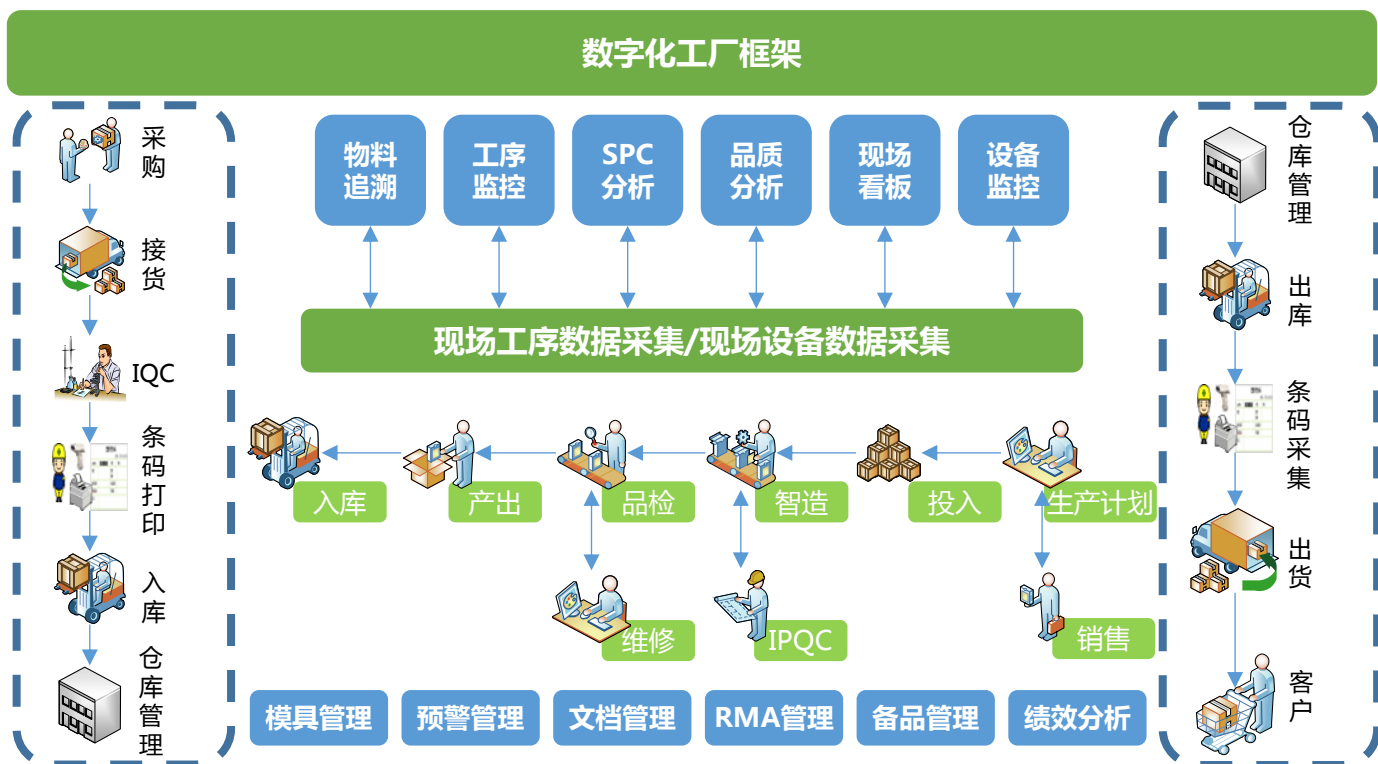 数字化工厂框架
采购
接货
IQC
条码打印
入库
仓库管理
物料
追溯
工序
监控
SPC
分析
品质
分析
现场
看板
设备
监控
现场工序数据采集/现场设备数据采集
入库
产出
品检
智造
投入
生产计划
维修
IPQC
销售
模具管理
预警管理
文档管理
RMA管理
备品管理
绩效分析
仓库管理
出库
条码采集
出货
客户